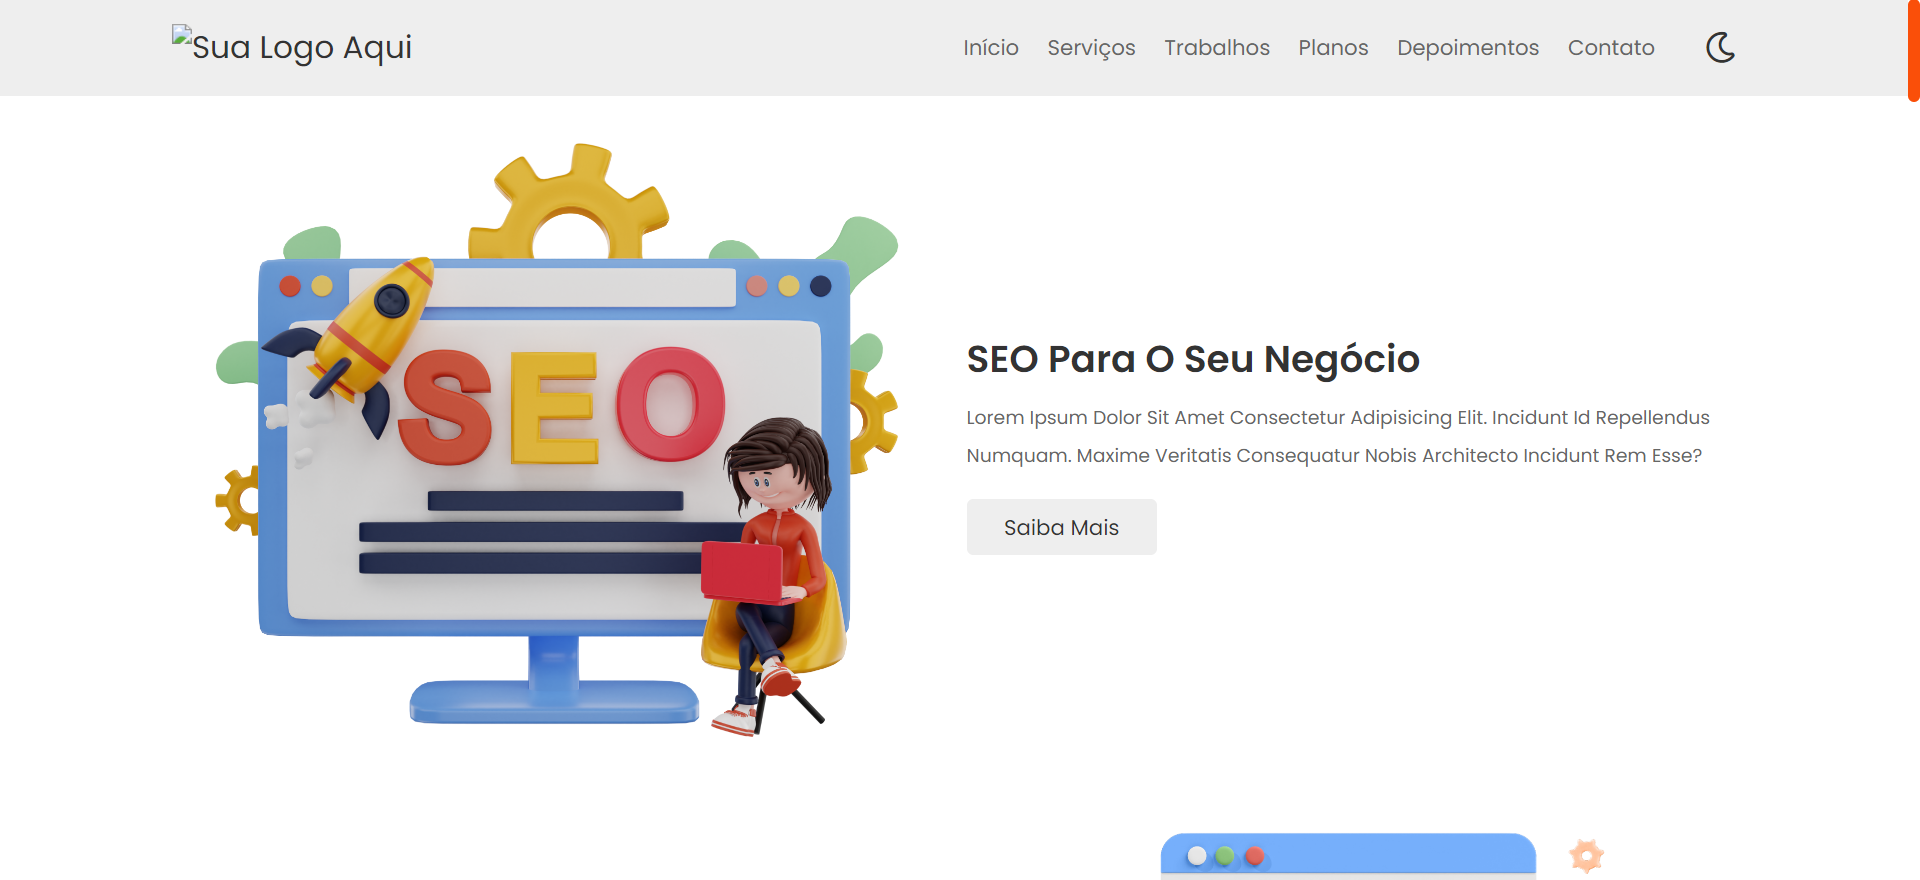 Sua Logo Aqui
Início Serviços Trabalhos Planos Depoimentos Contato
SEO
SEO Para O Seu Negócio
Lorem Ipsum Dolor Sit Amet Consectetur Adipisicing Elit. Incidunt Id Repellendus
Numquam. Maxime Veritatis Consequatur Nobis Architecto Incidunt Rem Esse?
Saiba Mais